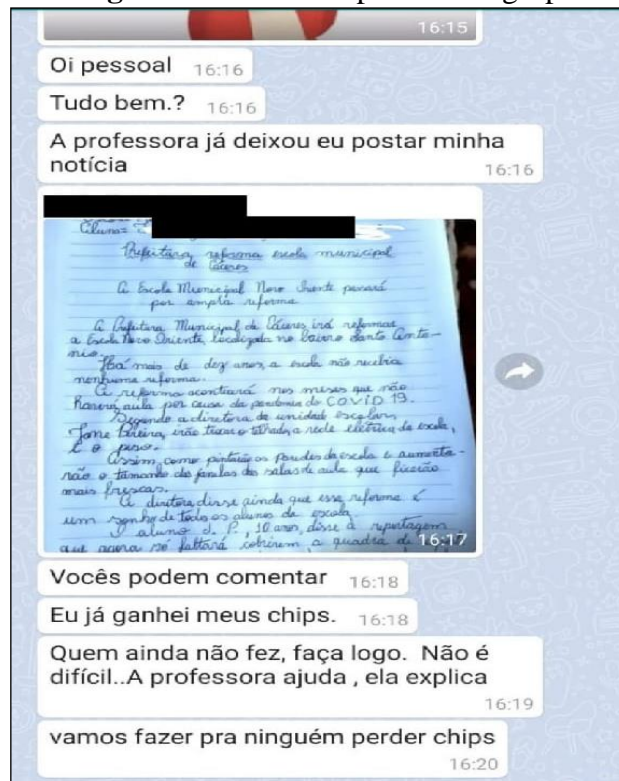 16:15
Oi pessoal 16:16
Tudo bem.? 16:16
A professora já deixou eu postar minha
notícia 16:16
Prefeitura reforma escola municipal
de Cáceres
A Escola Municipal Novo Oriente passará
por ampla reforma
A Prefeitura Municipal de Cáceres irá reformar
a Escola Novo Oriente, localizada no bairro Santo Antô-
nio.
Há mais de dez anos, a escola não recebia
nenhuma reforma.
A reforma acontecerá nos meses que não
haverá aula por causa da pandemia do COVID 19.
Segundo a diretora da unidade escolar,
irão trocar o telhado, a rede elétrica da escola,
e o piso.
Assim como pintarão as paredes da escola e aumenta-
rão o tamanho das janelas das salas de aula que ficarão
mais frescas.
A diretora disse ainda que essa reforma é
um sonho de todos os alunos da escola.
O aluno J. P., 10 anos, disse à reportagem
que agora só faltará cobrirem a quadra de 16:17
Vocês podem comentar 16:18
Eu já ganhei meus chips. 16:18
Quem ainda não fez, faça logo. Não é
difícil..A professora ajuda , ela explica
16:19
vamos fazer pra ninguém perder chips
16:20